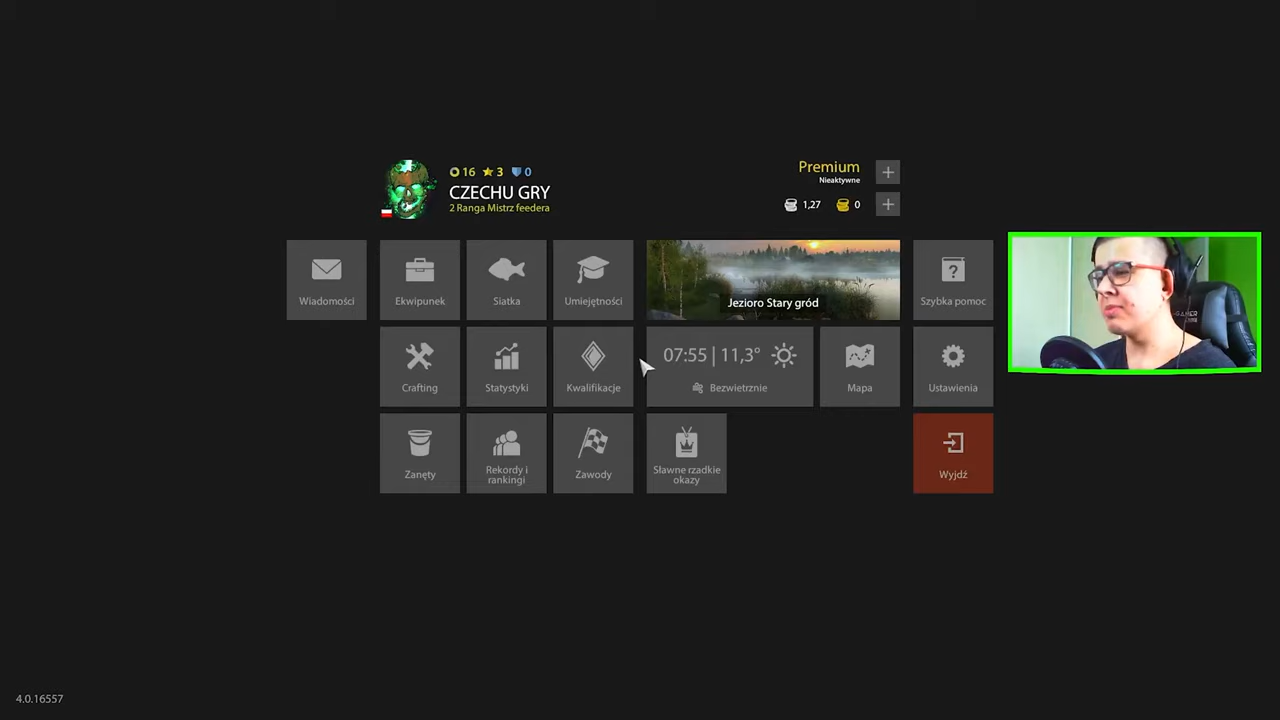 16 3 0
CZECHU GRY
2 Ranga Mistrz feedera
Premium
Nieaktywne
1,27 0
Wiadomości
Ekwipunek
Siatka
Umiejętności
Jezioro Stary gród
Szybka pomoc
Crafting
Statystyki
Kwalifikacje
07:55 | 11,3°
Bezwietrznie
Mapa
Ustawienia
Zanęty
Rekordy i
rankingi
Zawody
Sławne rzadkie
okazy
Wyjdź
4.0.16557